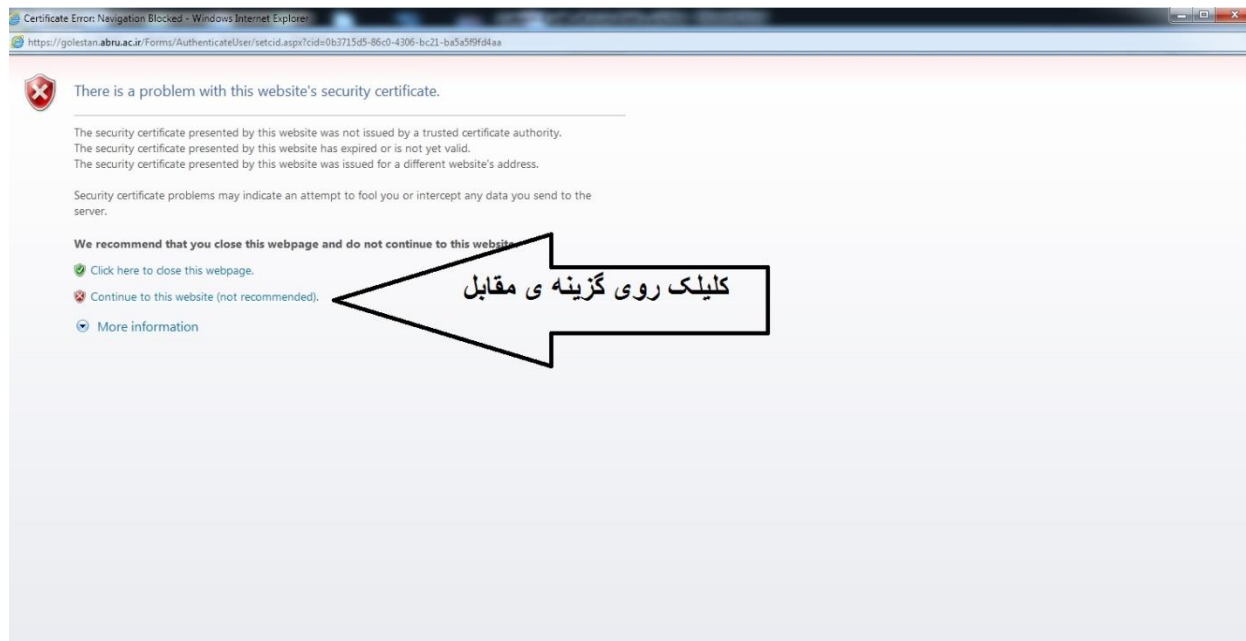 Certificate Error: Navigation Blocked - Windows Internet Explorer
https://golestan.abru.ac.ir/Forms/AuthenticateUser/setcid.aspx?cid=0b3715d5-86c0-4306-bc21-ba5a5f9fd4aa
There is a problem with this website's security certificate.
The security certificate presented by this website was not issued by a trusted certificate authority.
The security certificate presented by this website has expired or is not yet valid.
The security certificate presented by this website was issued for a different website's address.
Security certificate problems may indicate an attempt to fool you or intercept any data you send to the
server.
We recommend that you close this webpage and do not continue to this website.
Click here to close this webpage.
Continue to this website (not recommended).
کلیلک روی گزینه ی مقابل
More information